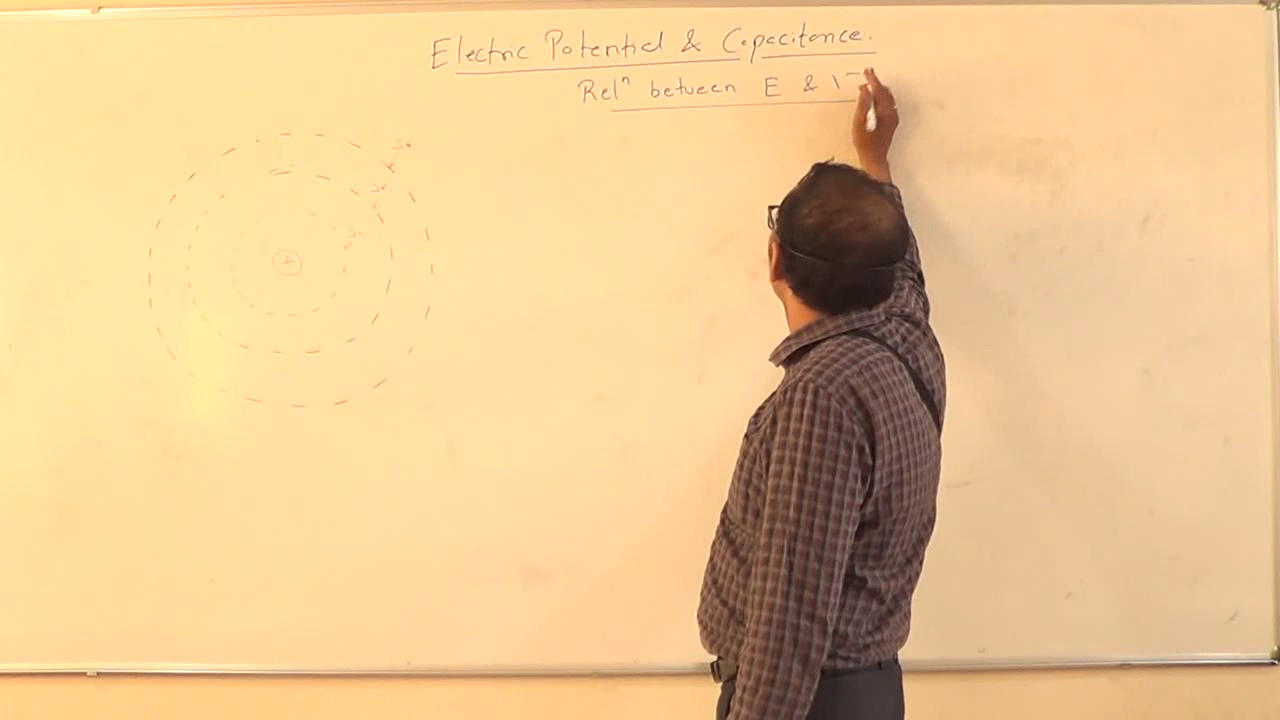 Electric Potential & Capacitance.
Relⁿ between E &
+